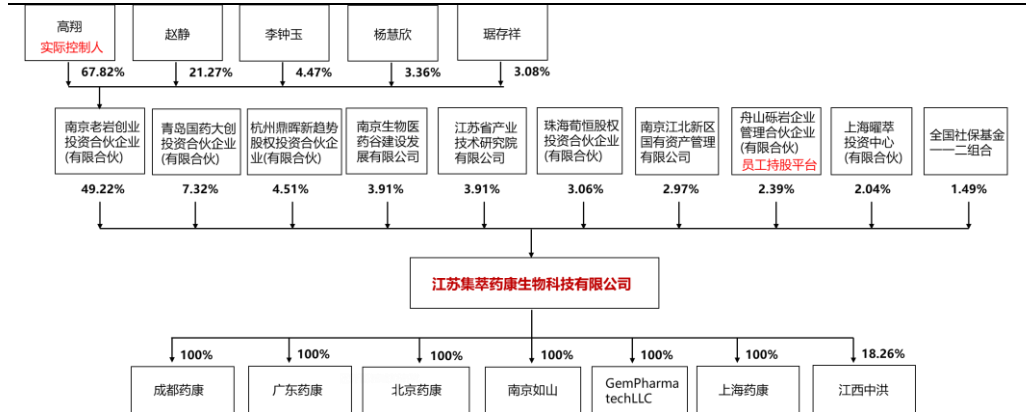 高翔
实际控制人
赵静
李钟玉
杨慧欣
琚存祥
67.82%
21.27%
4.47%
3.36%
3.08%
南京老岩创业
投资合伙企业
(有限合伙)
青岛国药大创
投资合伙企业
(有限合伙)
杭州鼎晖新趋势
股权投资合伙企
业(有限合伙)
南京生物医
药谷建设发
展有限公司
江苏省产业
技术研究院
有限公司
珠海荀恒股权
投资合伙企业
(有限合伙)
南京江北新区
国有资产管理
有限公司
舟山砾岩企业
管理合伙企业
(有限合伙)
员工持股平台
上海曜萃
投资中心
(有限合伙)
全国社保基金
一一二组合
49.22%
7.32%
4.51%
3.91%
3.91%
3.06%
2.97%
2.39%
2.04%
1.49%
江苏集萃药康生物科技有限公司
100%
100%
100%
100%
100%
100%
18.26%
成都药康
广东药康
北京药康
南京如山
GemPharma
techLLC
上海药康
江西中洪